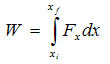 W = ∫_{x_i}^{x_f} F_x dx